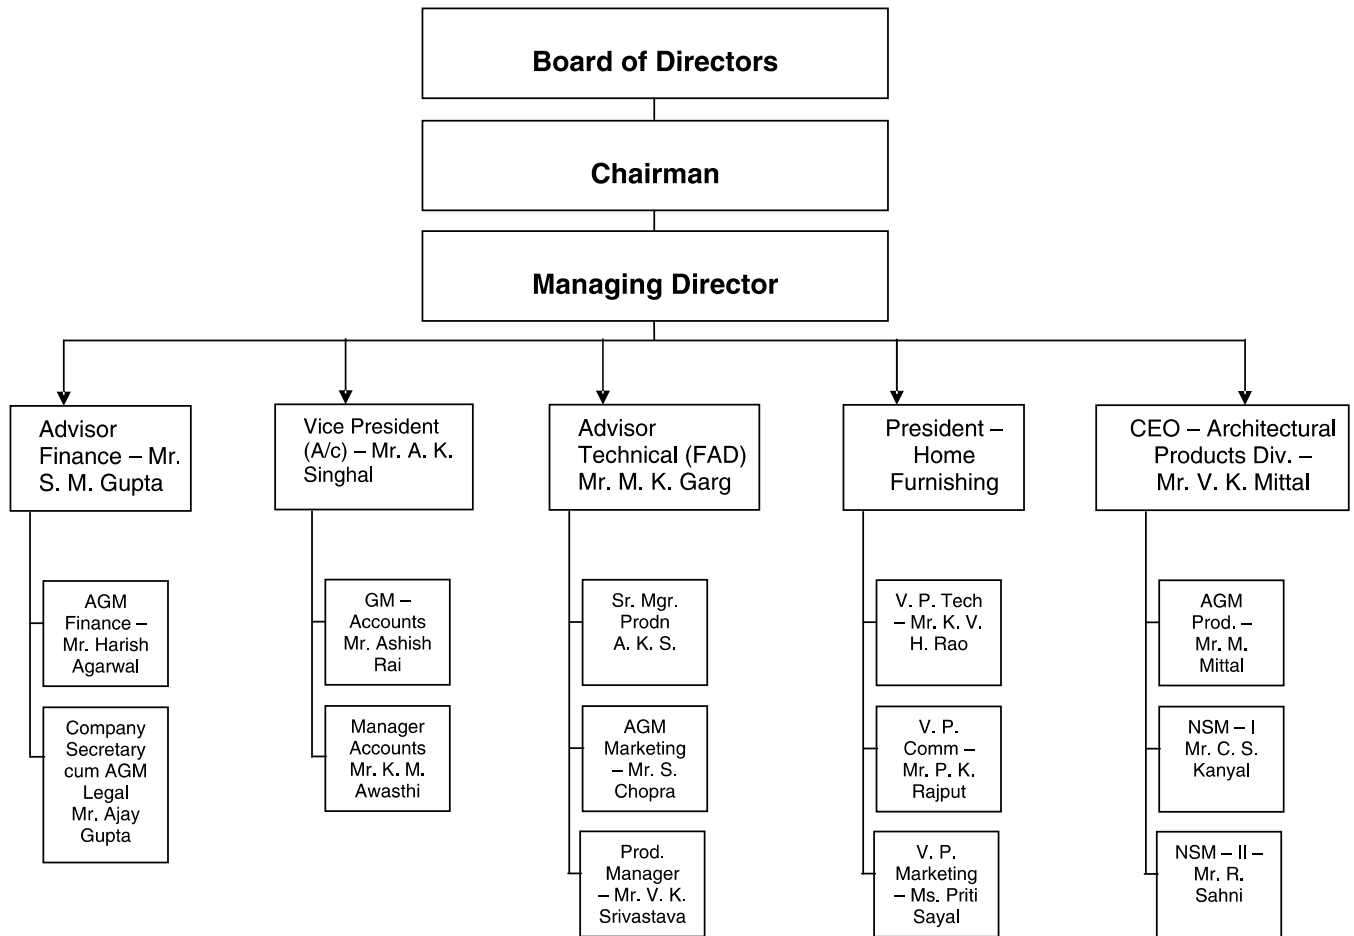 Board of Directors
Chairman
Managing Director
Advisor
Finance – Mr.
S. M. Gupta
Vice President
(A/c) – Mr. A. K.
Singhal
Advisor
Technical (FAD)
Mr. M. K. Garg
President –
Home
Furnishing
CEO – Architectural
Products Div. –
Mr. V. K. Mittal
AGM
Finance –
Mr. Harish
Agarwal
GM –
Accounts
Mr. Ashish
Rai
Sr. Mgr.
Prodn
A. K. S.
V. P. Tech
– Mr. K. V.
H. Rao
AGM
Prod. –
Mr. M.
Mittal
Company
Secretary
cum AGM
Legal
Mr. Ajay
Gupta
Manager
Accounts
Mr. K. M.
Awasthi
AGM
Marketing
– Mr. S.
Chopra
V. P.
Comm –
Mr. P. K.
Rajput
NSM – I
Mr. C. S.
Kanyal
Prod.
Manager
– Mr. V. K.
Srivastava
V. P.
Marketing
– Ms. Priti
Sayal
NSM – II –
Mr. R.
Sahni